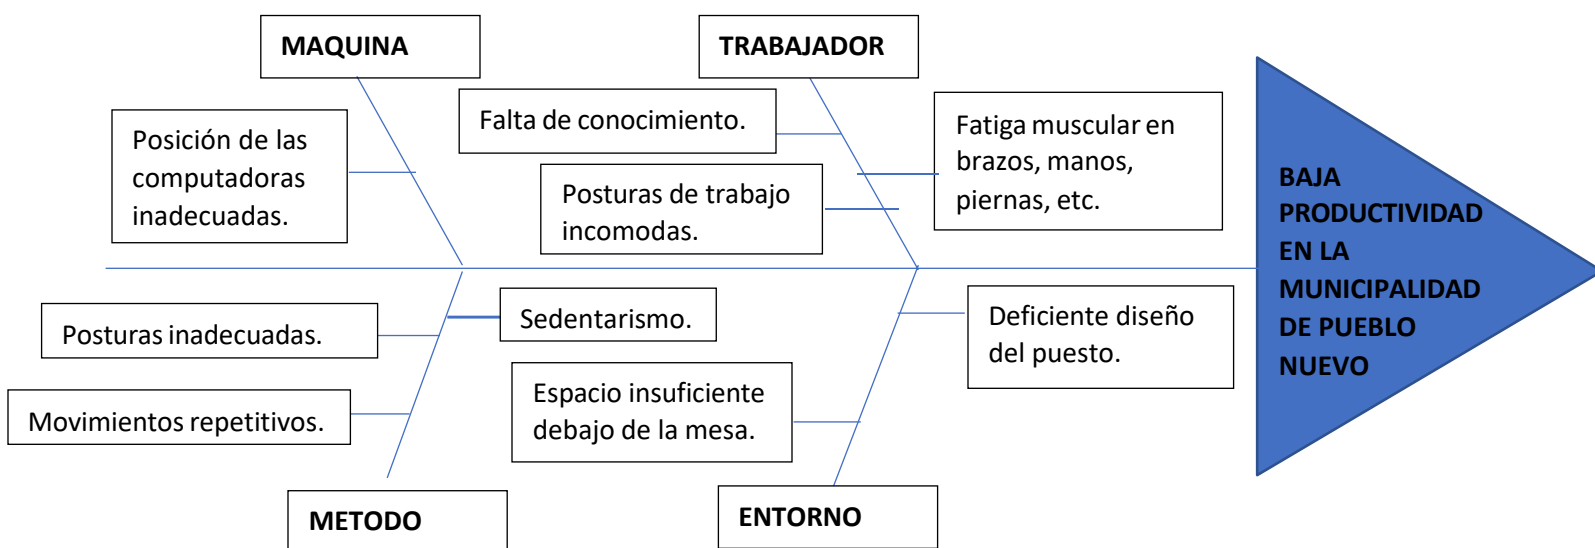 MAQUINA
TRABAJADOR
Posición de las
computadoras
inadecuadas.
Falta de conocimiento.
Posturas de trabajo
incomodas.
Fatiga muscular en
brazos, manos,
piernas, etc.
BAJA
PRODUCTIVIDAD
EN LA
MUNICIPALIDAD
DE PUEBLO
NUEVO
Posturas inadecuadas.
Sedentarismo.
Movimientos repetitivos.
Espacio insuficiente
debajo de la mesa.
Deficiente diseño
del puesto.
METODO
ENTORNO